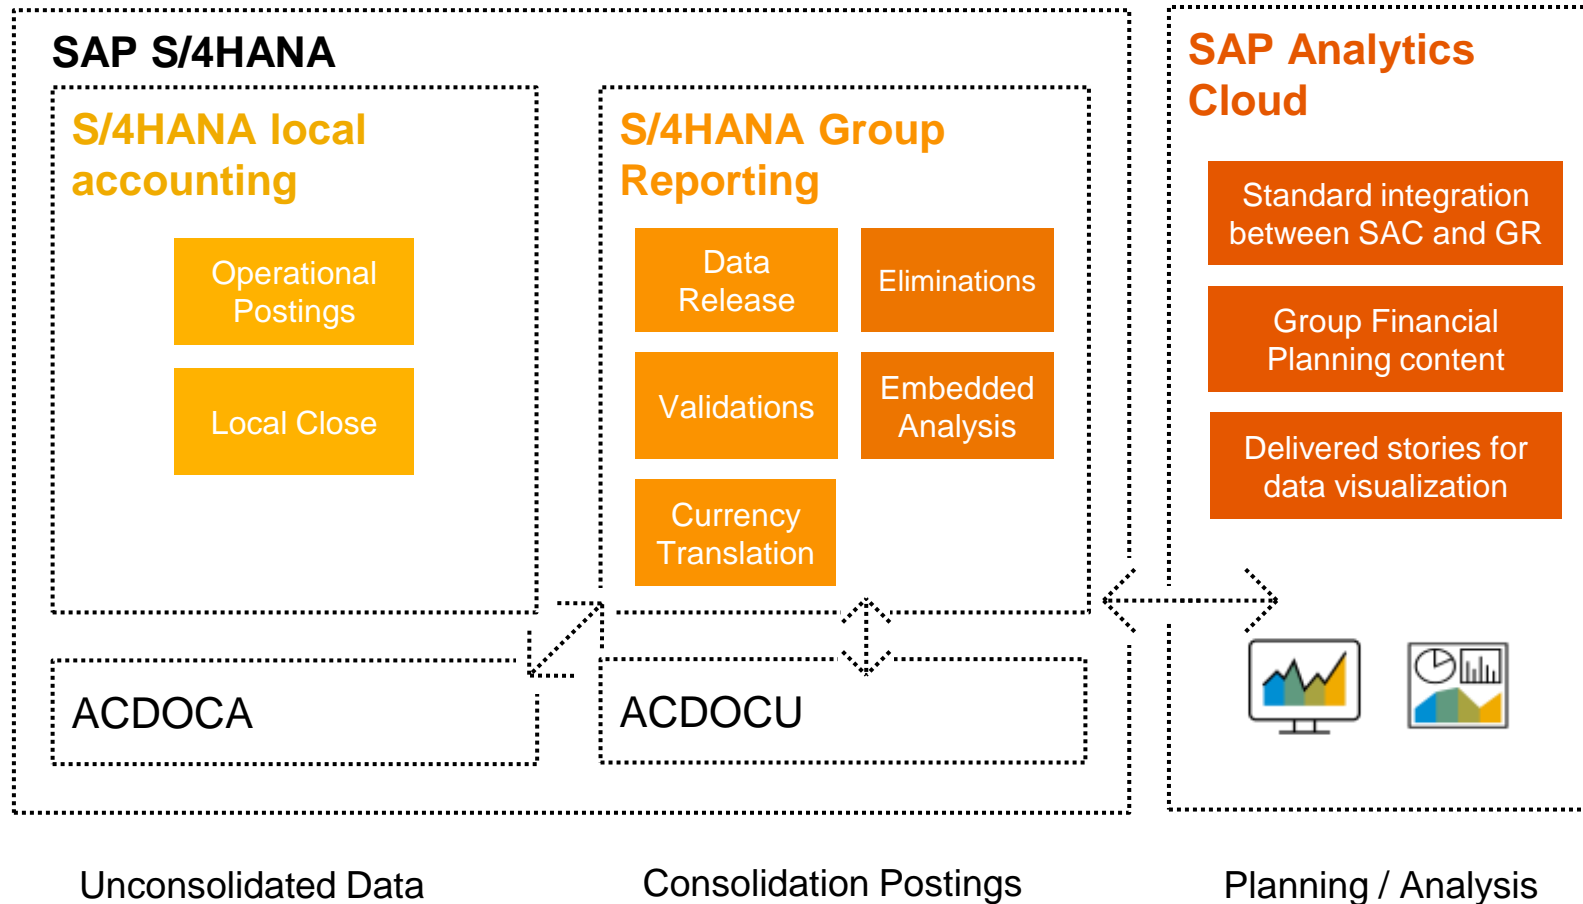 SAP S/4HANA
S/4HANA local
accounting
Operational
Postings
Local Close
ACDOCA
S/4HANA Group
Reporting
Data
Release
Eliminations
Validations
Embedded
Analysis
Currency
Translation
ACDOCU
SAP Analytics
Cloud
Standard integration
between SAC and GR
Group Financial
Planning content
Delivered stories for
data visualization
Unconsolidated Data
Consolidation Postings
Planning / Analysis